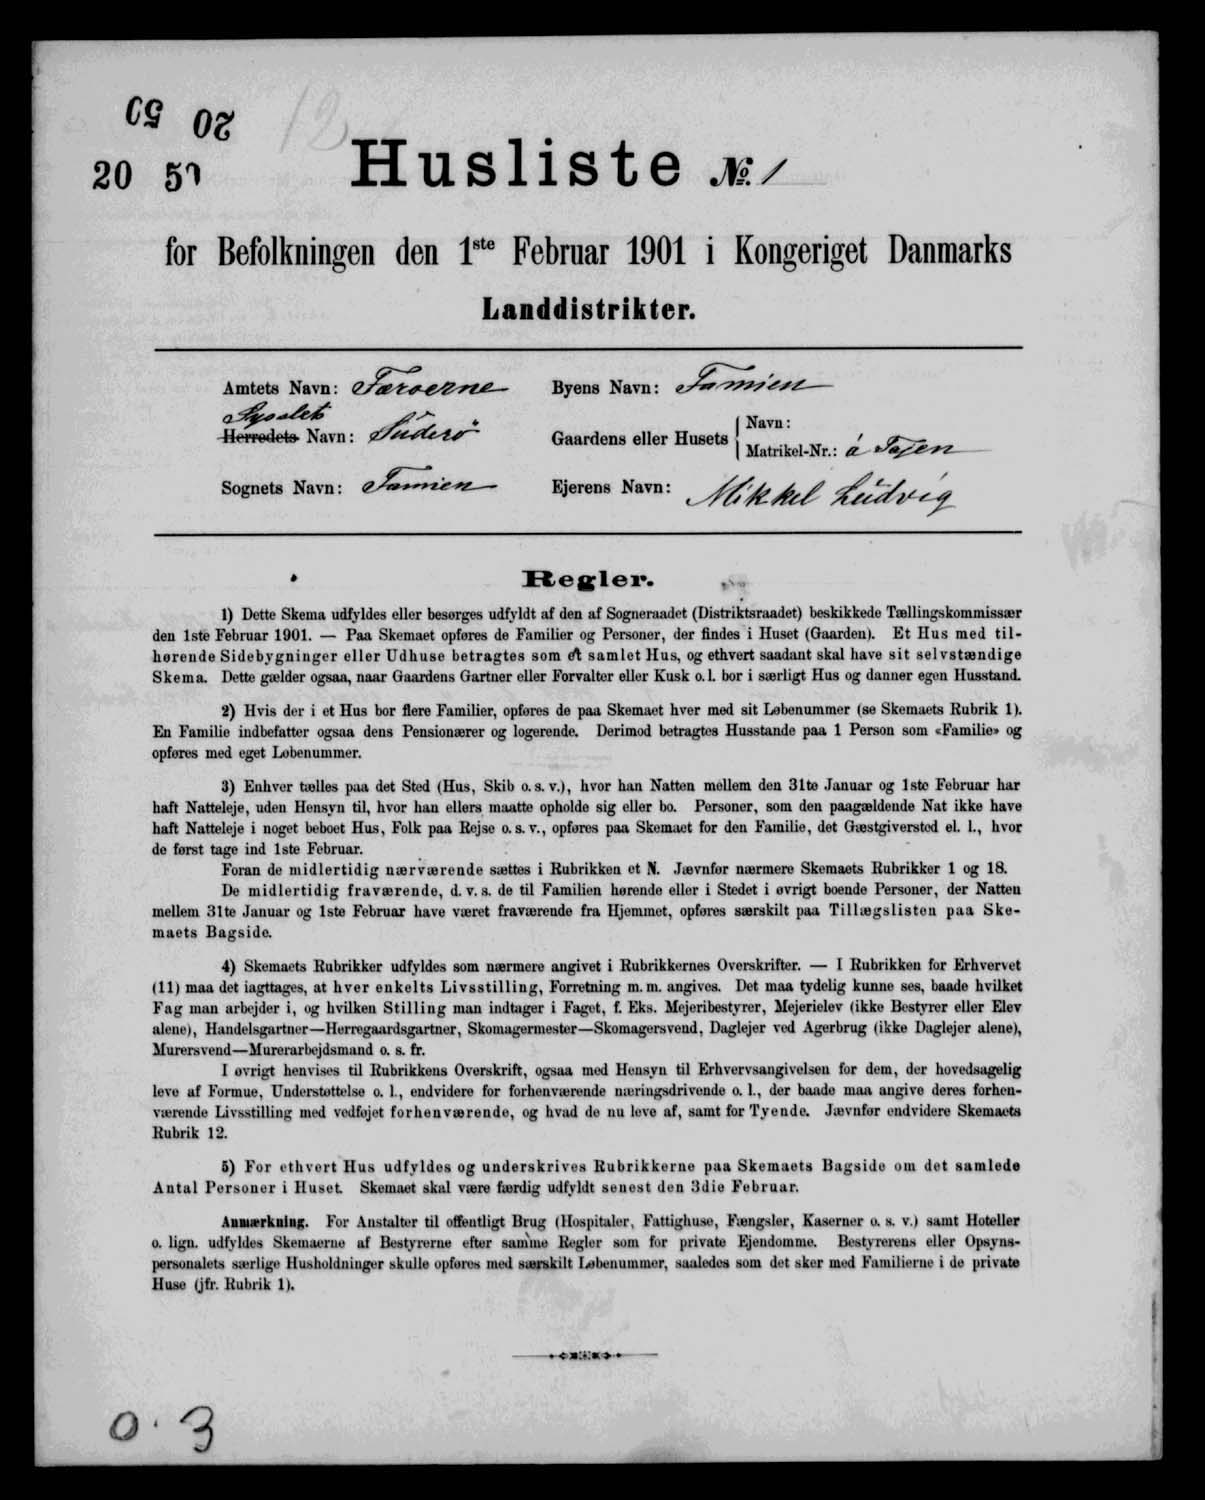 20 50
20 50
12
Husliste № 1
for Befolkningen den 1ste Februar 1901 i Kongeriget Danmarks
Landdistrikter.
Amtets Navn: Færoerne
Byens Navn: Famien
Sysslets
Herredets Navn: Süderö
Gaardens eller Husets
Navn:
Matrikel-Nr.: á
Sognets Navn: Famien
Ejerens Navn: Mikkel Ludvig
Regler.
1) Dette Skema udfyldes eller besørges udfyldt af den af Sogneraadet (Distriktsraadet) beskikkede Tællingskommissær
den 1ste Februar 1901. — Paa Skemaet opføres de Familier og Personer, der findes i Huset (Gaarden). Et Hus med til-
hørende Sidebygninger eller Udhuse betragtes som et samlet Hus, og ethvert saadant skal have sit selvstændige
Skema. Dette gælder ogsaa, naar Gaardens Gartner eller Forvalter eller Kusk o. l. bor i særligt Hus og danner egen Husstand.
2) Hvis der i et Hus bor flere Familier, opføres de paa Skemaet hver med sit Løbenummer (se Skemaets Rubrik 1).
En Familie indbefatter ogsaa dens Pensionærer og logerende. Derimod betragtes Husstande paa 1 Person som «Familie» og
opføres med eget Løbenummer.
3) Enhver tælles paa det Sted (Hus, Skib o. s. v.), hvor han Natten mellem den 31te Januar og 1ste Februar har
haft Natteleje, uden Hensyn til, hvor han ellers maatte opholde sig eller bo. Personer, som den paagældende Nat ikke have
haft Natteleje i noget beboet Hus, Folk paa Rejse o. s. v., opføres paa Skemaet for den Familie, det Gæstgiversted el. l., hvor
de først tage ind 1ste Februar.
Foran de midlertidig nærværende sættes i Rubrikken et N. Jævnfør nærmere Skemaets Rubrikker 1 og 18.
De midlertidig fraværende, d. v. s. de til Familien hørende eller i Stedet i øvrigt boende Personer, der Natten
mellem 31te Januar og 1ste Februar have været fraværende fra Hjemmet, opføres særskilt paa Tillægslisten paa Ske-
maets Bagside.
4) Skemaets Rubrikker udfyldes som nærmere angivet i Rubrikkernes Overskrifter. — I Rubrikken for Erhvervet
(11) maa det iagttages, at hver enkelts Livsstilling, Forretning m. m. angives. Det maa tydelig kunne ses, baade hvilket
Fag man arbejder i, og hvilken Stilling man indtager i Faget, f. Eks. Mejeribestyrer, Mejerielev (ikke Bestyrer eller Elev
alene), Handelsgartner—Herregaardsgartner, Skomagermester—Skomagersvend, Daglejer ved Agerbrug (ikke Daglejer alene),
Murersvend—Murerarbejdsmand o. s. fr.
I øvrigt henvises til Rubrikkens Overskrift, ogsaa med Hensyn til Erhvervsangivelsen for dem, der hovedsagelig
leve af Formue, Understøttelse o. l., endvidere for forhenværende næringsdrivende o. l., der baade maa angive deres forhen-
værende Livsstilling med vedføjet forhenværende, og hvad de nu leve af, samt for Tyende. Jævnfør endvidere Skemaets
Rubrik 12.
5) For ethvert Hus udfyldes og underskrives Rubrikkerne paa Skemaets Bagside om det samlede
Antal Personer i Huset. Skemaet skal være færdig udfyldt senest den 3die Februar.
Anmærkning. For Anstalter til offentligt Brug (Hospitaler, Fattighuse, Fængsler, Kaserner o. s. v.) samt Hoteller
o. lign. udfyldes Skemaerne af Bestyrerne efter samme Regler som for private Ejendomme. Bestyrerens eller Opsyns-
personalets særlige Husholdninger skulle opføres med særskilt Løbenummer, saaledes som det sker med Familierne i de private
Huse (jfr. Rubrik 1).
0. 3